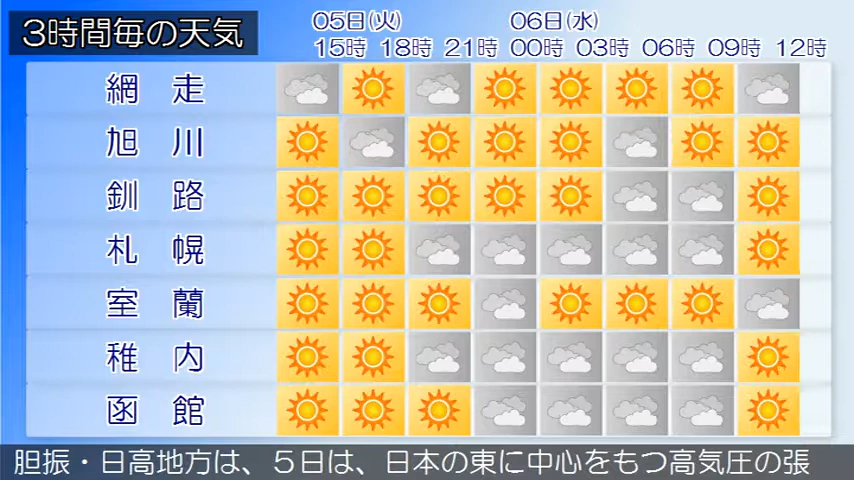 3時間毎の天気
05日(火) 06日(水)
15時 18時 21時 00時 03時 06時 09時 12時
網走
旭川
釧路
札幌
室蘭
稚内
函館
胆振・日高地方は、５日は、日本の東に中心をもつ高気圧の張